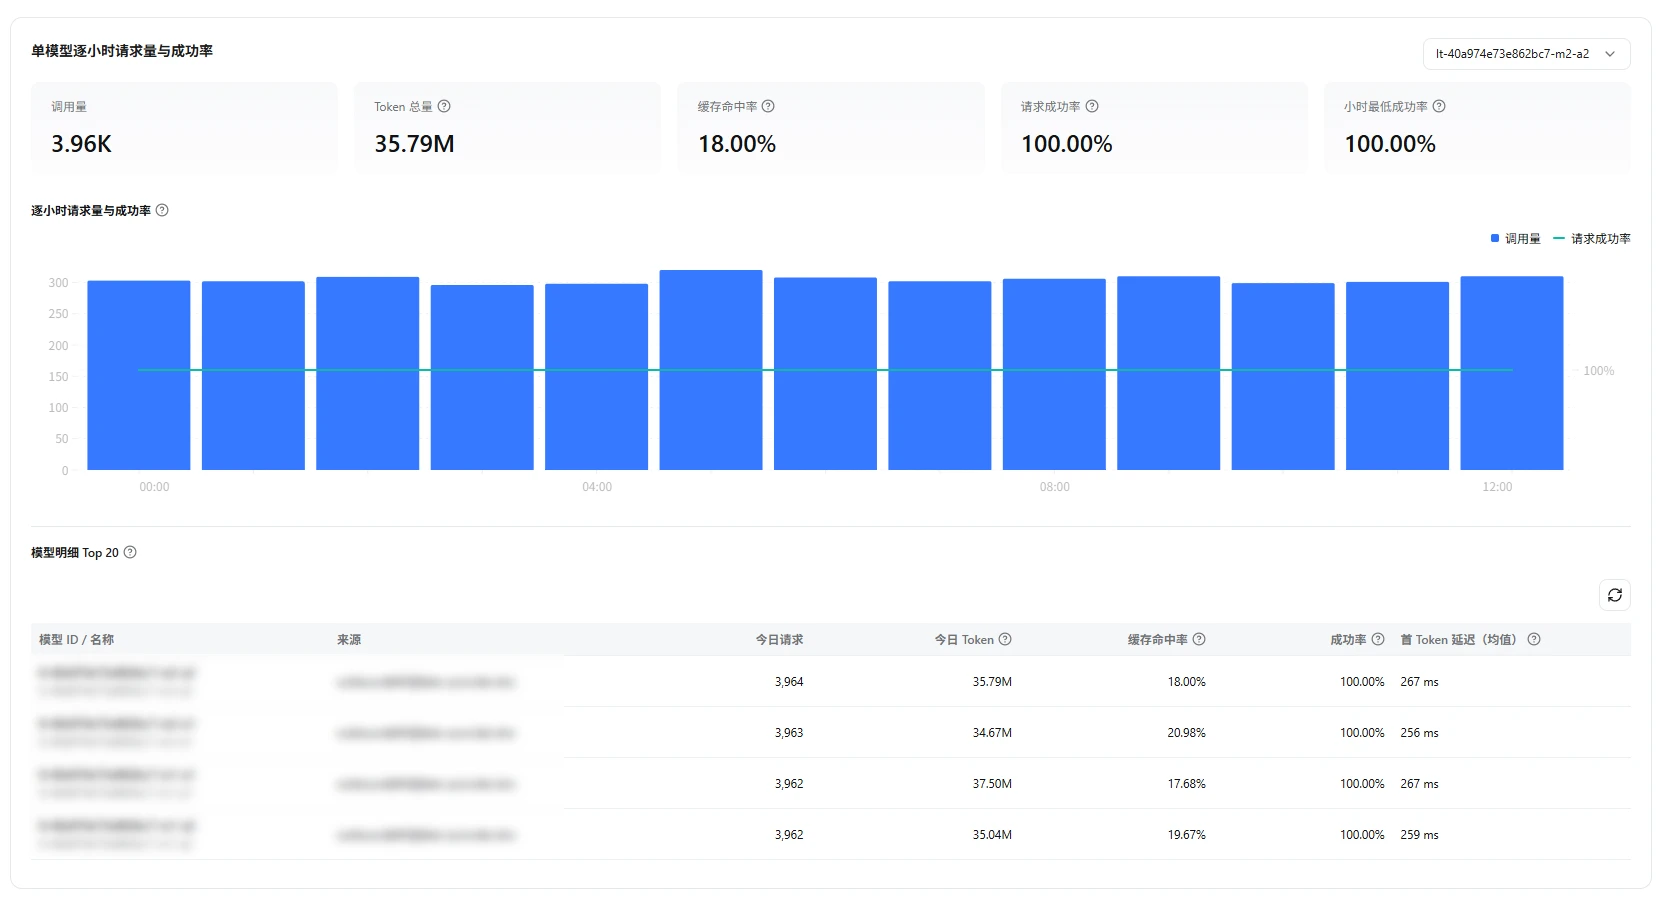 单模型逐小时请求量与成功率
lt-40a974e73e862bc7-m2-a2
调用量
3.96K
Token 总量
35.79M
缓存命中率
18.00%
请求成功率
100.00%
小时最低成功率
100.00%
逐小时请求量与成功率
调用量 请求成功率
300
250
200
150
100
50
0
100%
00:00 04:00 08:00 12:00
模型明细 Top 20
模型 ID / 名称 来源 今日请求 今日 Token 缓存命中率 成功率 首 Token 延迟（均值）
3,964 35.79M 18.00% 100.00% 267 ms
3,963 34.67M 20.98% 100.00% 256 ms
3,962 37.50M 17.68% 100.00% 267 ms
3,962 35.04M 19.67% 100.00% 259 ms